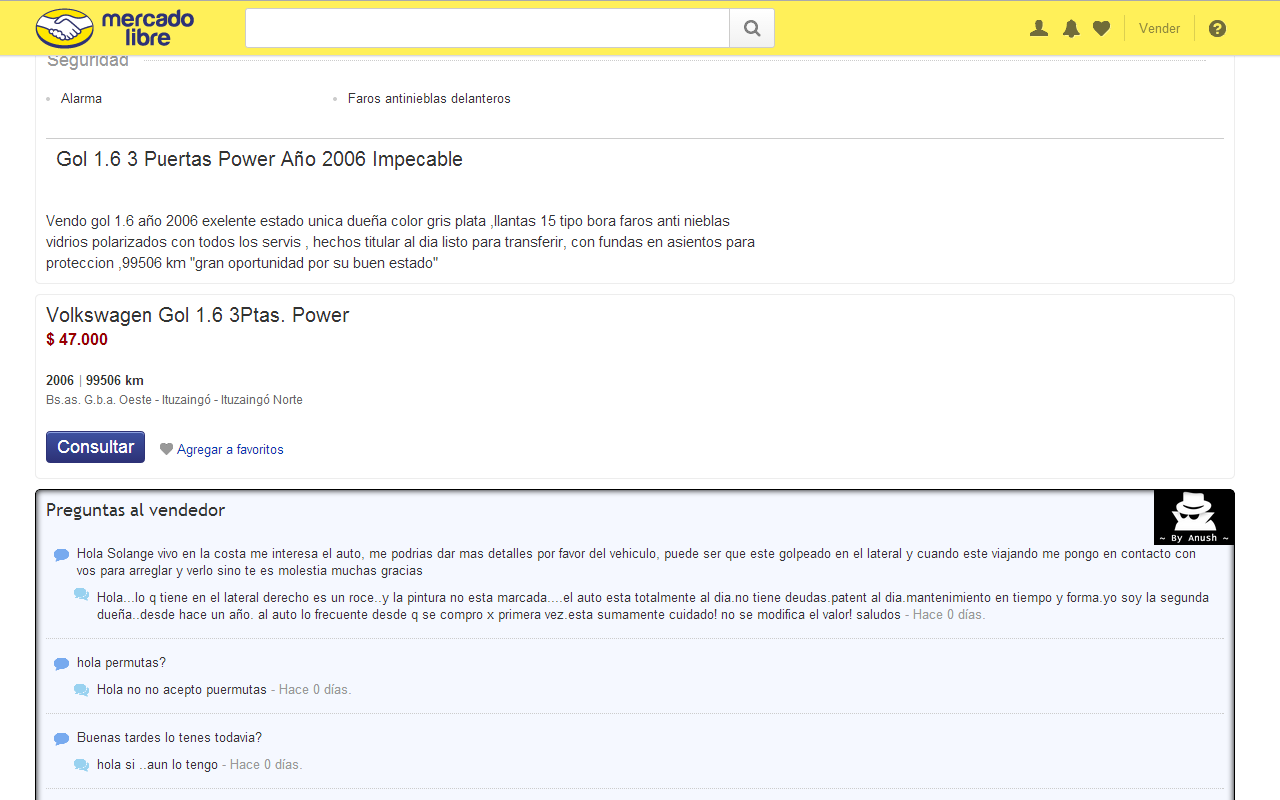 mercado
libre
Vender
?
Seguridad
Alarma
Faros antinieblas delanteros
Gol 1.6 3 Puertas Power Año 2006 Impecable
Vendo gol 1.6 año 2006 exelente estado unica dueña color gris plata ,llantas 15 tipo bora faros anti nieblas
vidrios polarizados con todos los servis , hechos titular al dia listo para transferir, con fundas en asientos para
proteccion ,99506 km "gran oportunidad por su buen estado"
Volkswagen Gol 1.6 3Ptas. Power
$ 47.000
2006 | 99506 km
Bs.as. G.b.a. Oeste - Ituzaingó - Ituzaingó Norte
Consultar
Agregar a favoritos
Preguntas al vendedor
~ By Anush ~
Hola Solange vivo en la costa me interesa el auto, me podrias dar mas detalles por favor del vehiculo, puede ser que este golpeado en el lateral y cuando este viajando me pongo en contacto con
vos para arreglar y verlo sino te es molestia muchas gracias
Hola...lo q tiene en el lateral derecho es un roce..y la pintura no esta marcada....el auto esta totalmente al dia.no tiene deudas.patent al dia.mantenimiento en tiempo y forma.yo soy la segunda
dueña..desde hace un año. al auto lo frecuente desde q se compro x primera vez.esta sumamente cuidado! no se modifica el valor! saludos - Hace 0 días.
hola permutas?
Hola no no acepto puermutas - Hace 0 días.
Buenas tardes lo tenes todavia?
hola si ..aun lo tengo - Hace 0 días.